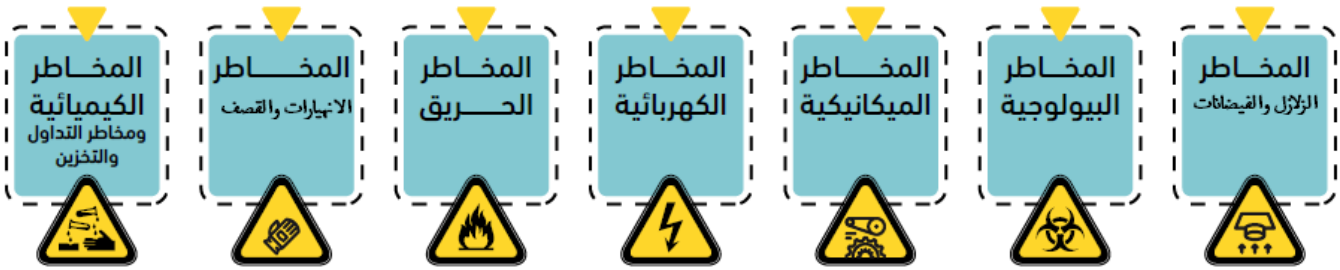 المخاطر
الزلازل والفيضانات
المخاطر
البيولوجية
المخاطر
الميكانيكية
المخاطر
الكهربائية
المخاطر
الحريق
المخاطر
الانهيارات والقصف
المخاطر
الكيميائية
ومخاطر التداول
والتخزين